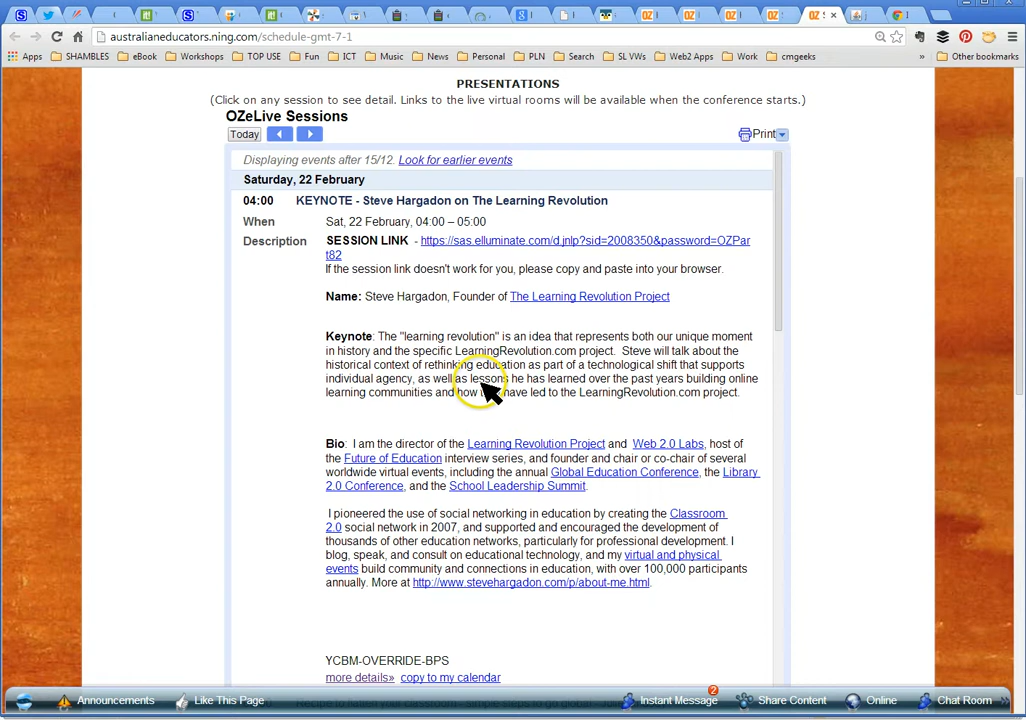 australianeducators.ning.com/schedule-gmt-7-1
Apps SHAMBLES eBook Workshops TOP USE Fun ICT Music News Personal PLN Search SL VWs Web2 Apps Work cmgeeks » Other bookmarks
PRESENTATIONS
(Click on any session to see detail. Links to the live virtual rooms will be available when the conference starts.)
OZeLive Sessions
Today Print
Displaying events after 15/12. Look for earlier events
Saturday, 22 February
04:00 KEYNOTE - Steve Hargadon on The Learning Revolution
When Sat, 22 February, 04:00 – 05:00
Description SESSION LINK - https://sas.elluminate.com/d.jnlp?sid=2008350&password=OZPar
t82
If the session link doesn't work for you, please copy and paste into your browser.
Name: Steve Hargadon, Founder of The Learning Revolution Project
Keynote: The "learning revolution" is an idea that represents both our unique moment
in history and the specific LearningRevolution.com project. Steve will talk about the
historical context of rethinking education as part of a technological shift that supports
individual agency, as well as lessons he has learned over the past years building online
learning communities and how have led to the LearningRevolution.com project.
Bio: I am the director of the Learning Revolution Project and Web 2.0 Labs, host of
the Future of Education interview series, and founder and chair or co-chair of several
worldwide virtual events, including the annual Global Education Conference, the Library
2.0 Conference, and the School Leadership Summit.
I pioneered the use of social networking in education by creating the Classroom
2.0 social network in 2007, and supported and encouraged the development of
thousands of other education networks, particularly for professional development. I
blog, speak, and consult on educational technology, and my virtual and physical
events build community and connections in education, with over 100,000 participants
annually. More at http://www.stevehargadon.com/p/about-me.html.
YCBM-OVERRIDE-BPS
more details» copy to my calendar
Announcements Like This Page Instant Message 2 Share Content Online Chat Room